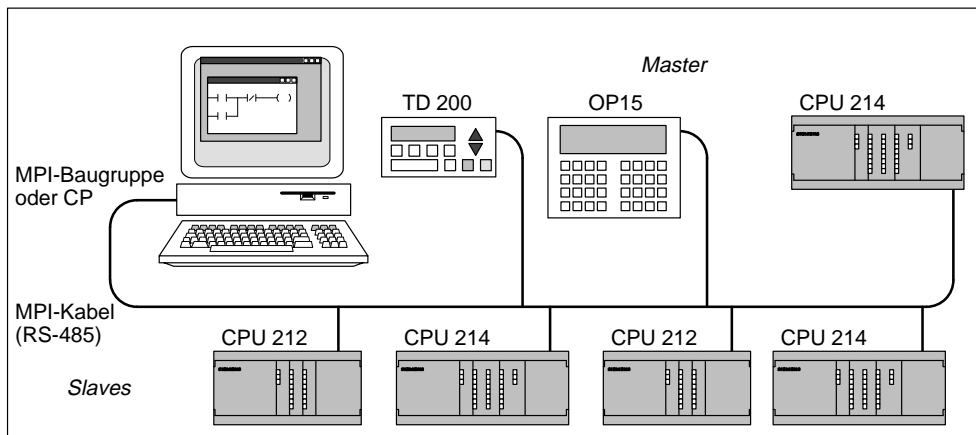 Master
TD 200
OP15
CPU 214
MPI-Baugruppe
oder CP
MPI-Kabel
(RS-485)
CPU 212
CPU 214
CPU 212
CPU 214
Slaves